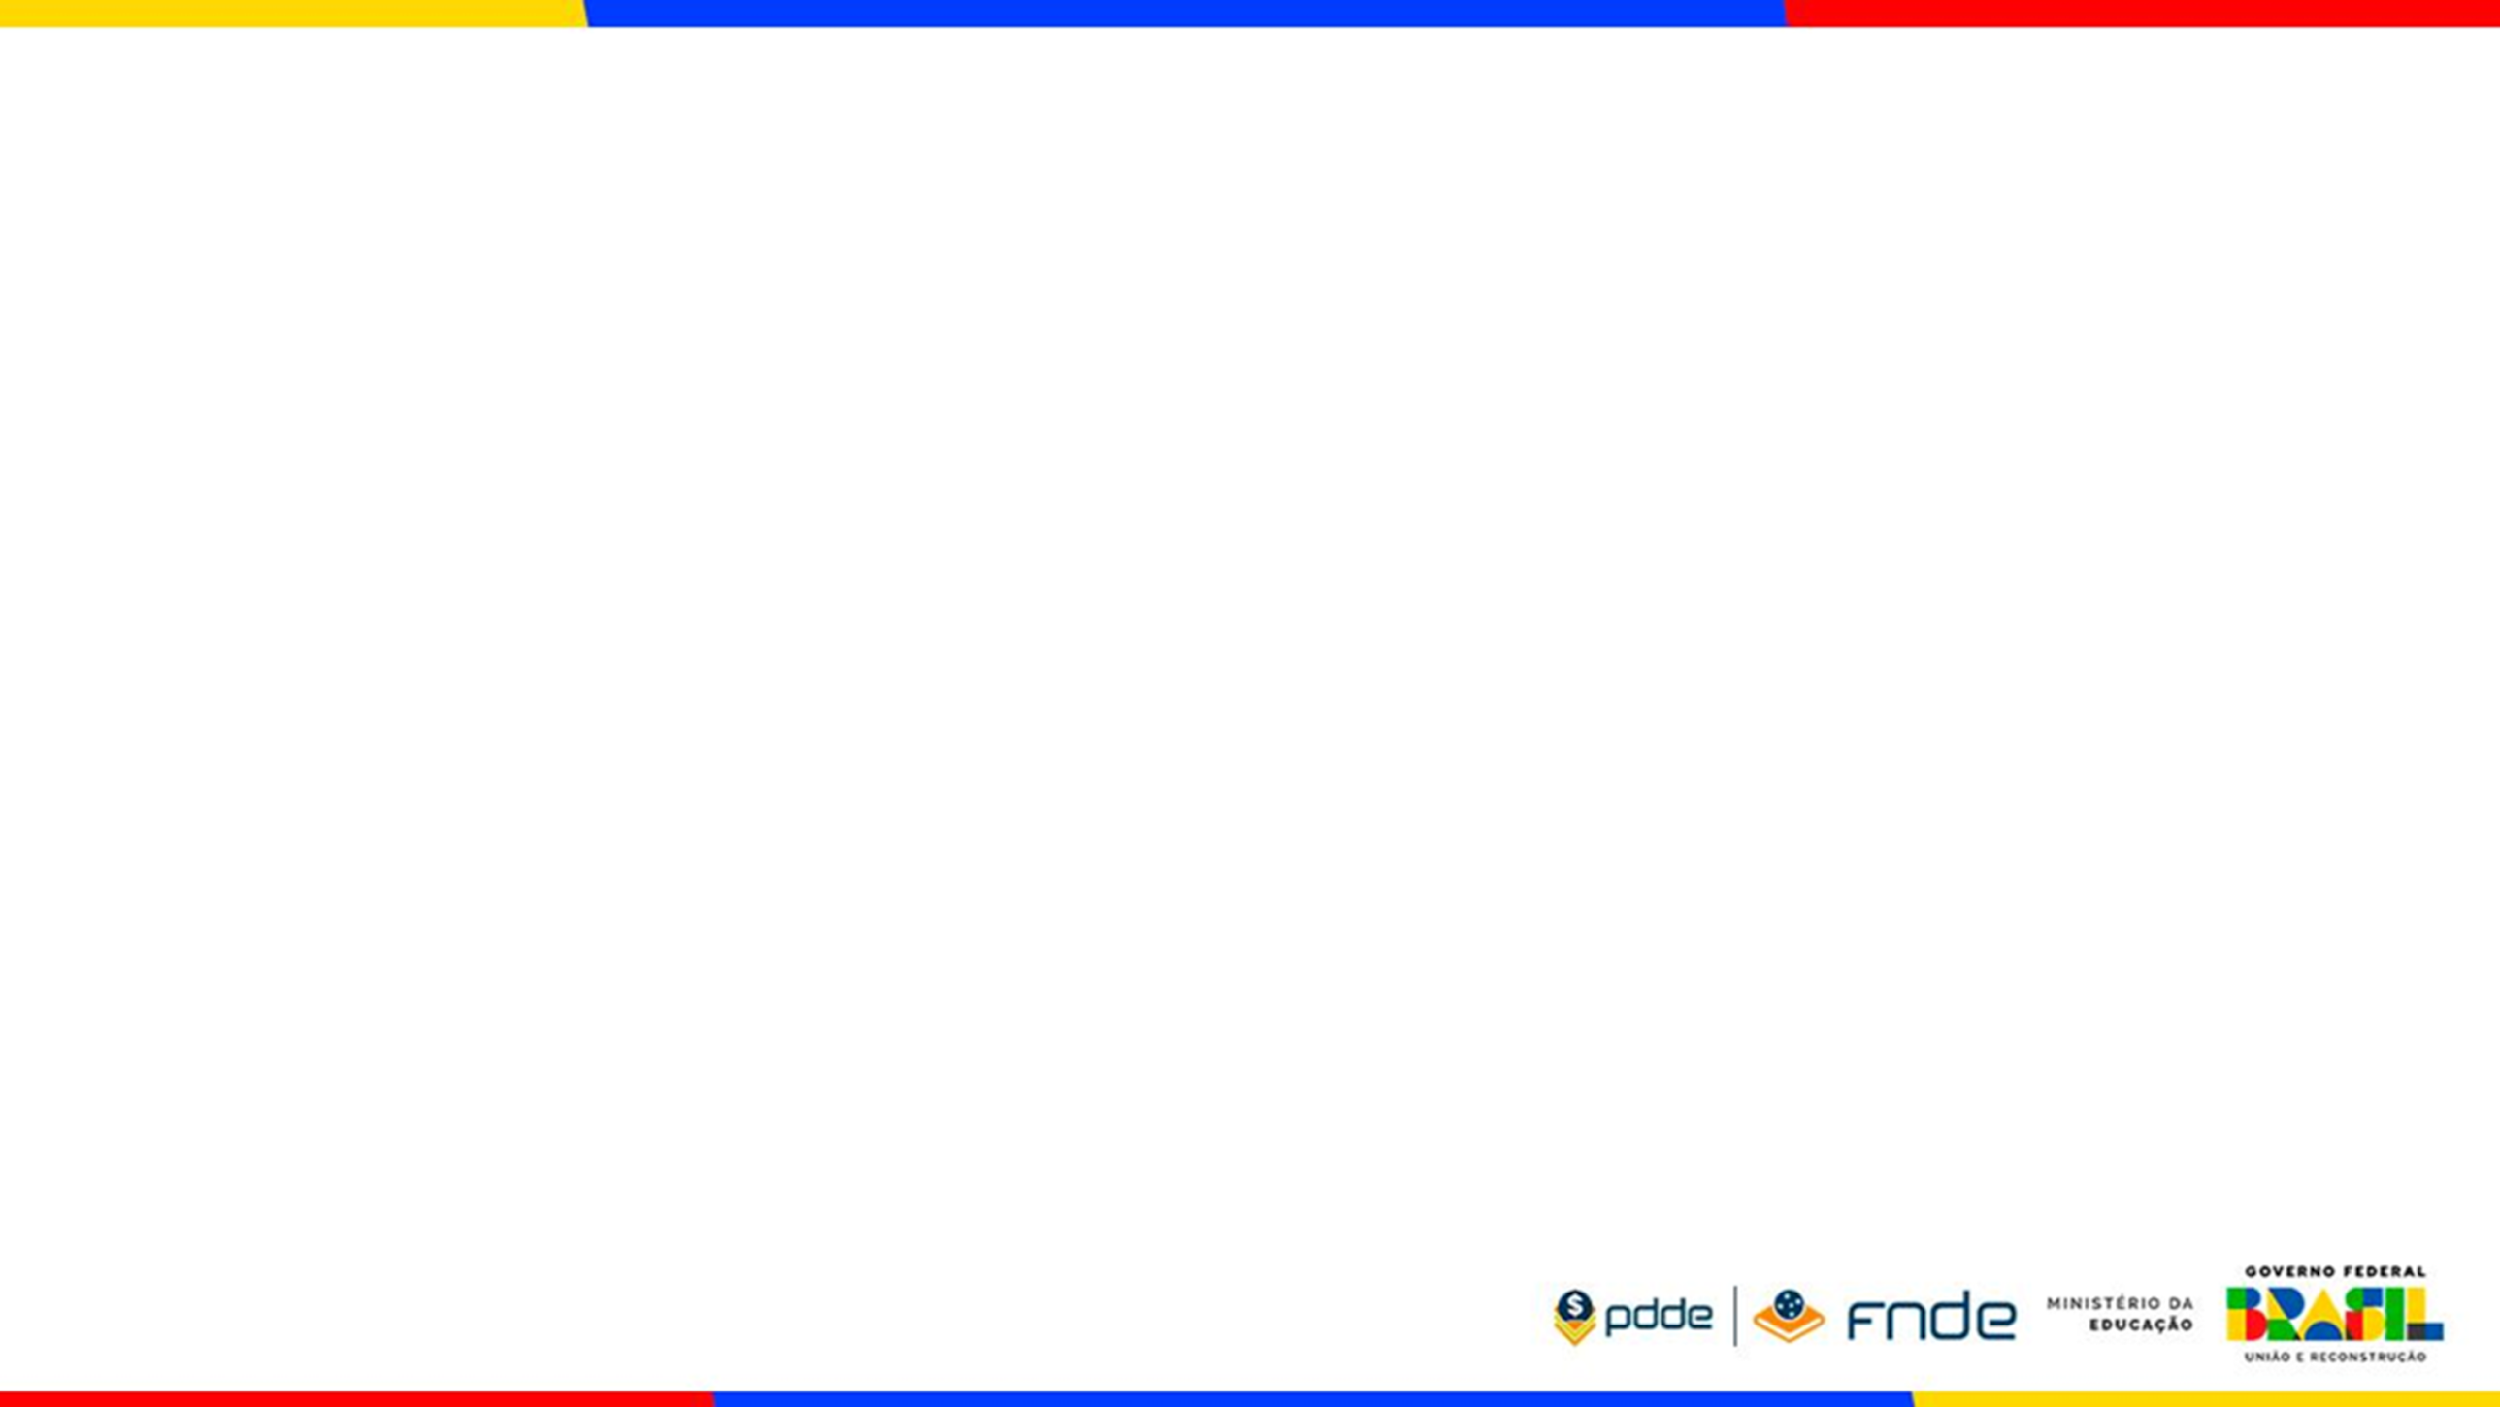 pdde
fnde
MINISTÉRIO DA
EDUCAÇÃO
GOVERNO FEDERAL
BRASIL
UNIÃO E RECONSTRUÇÃO